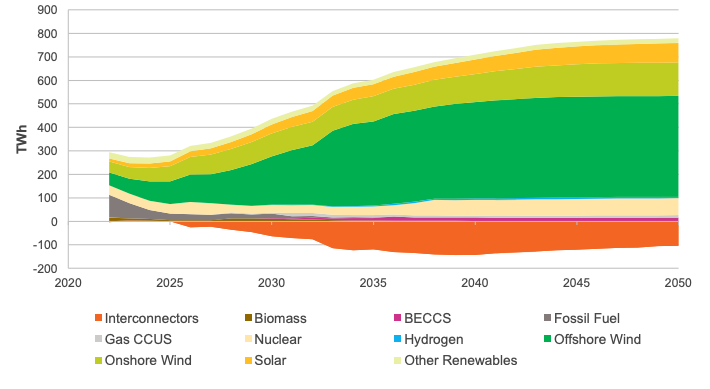 900
800
700
600
500
400
300
200
100
0
-100
-200
TWh
2020 2025 2030 2035 2040 2045 2050
Interconnectors Biomass BECCS Fossil Fuel
Gas CCUS Nuclear Hydrogen Offshore Wind
Onshore Wind Solar Other Renewables